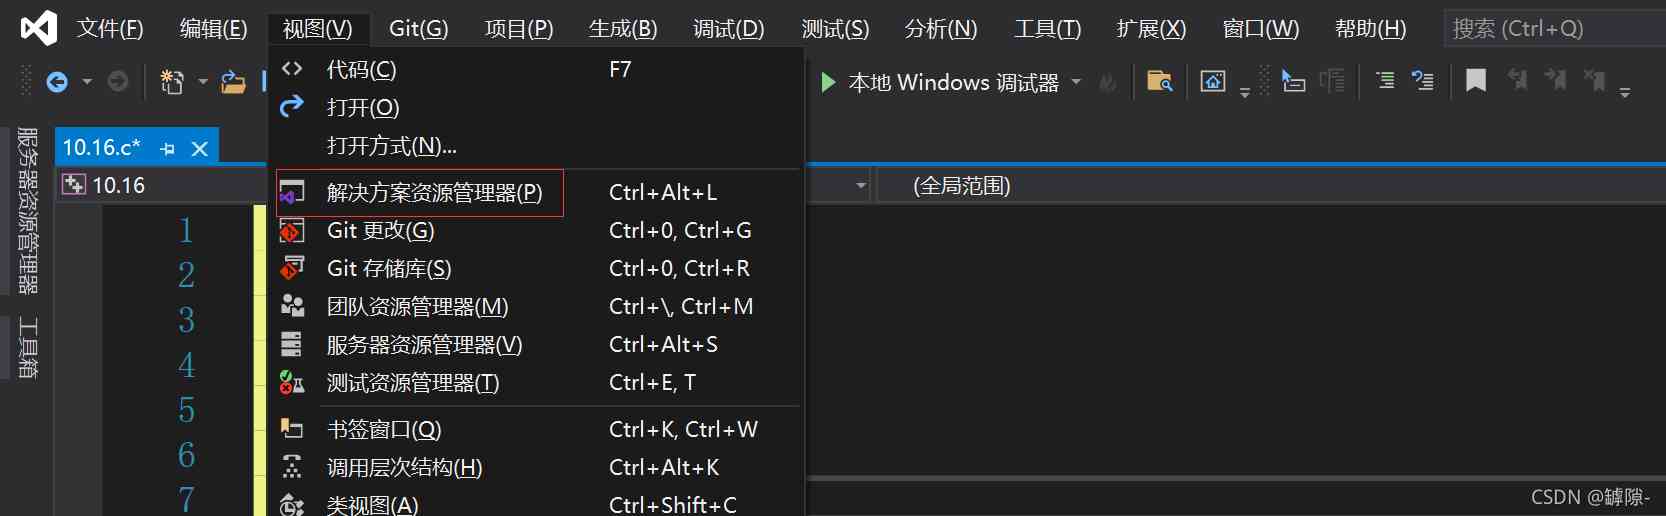 文件(F) 编辑(E) 视图(V) Git(G) 项目(P) 生成(B) 调试(D) 测试(S) 分析(N) 工具(T) 扩展(X) 窗口(W) 帮助(H) 搜索 (Ctrl+Q)
代码(C) F7
本地 Windows 调试器
打开(O)
打开方式(N)...
服务器资源管理器
工具箱
10.16.c*
10.16
(全局范围)
解决方案资源管理器(P) Ctrl+Alt+L
Git 更改(G) Ctrl+0, Ctrl+G
Git 存储库(S) Ctrl+0, Ctrl+R
团队资源管理器(M) Ctrl+\, Ctrl+M
服务器资源管理器(V) Ctrl+Alt+S
测试资源管理器(T) Ctrl+E, T
书签窗口(Q) Ctrl+K, Ctrl+W
调用层次结构(H) Ctrl+Alt+K
类视图(A) Ctrl+Shift+C
1
2
3
4
5
6
7
CSDN @罅隙-